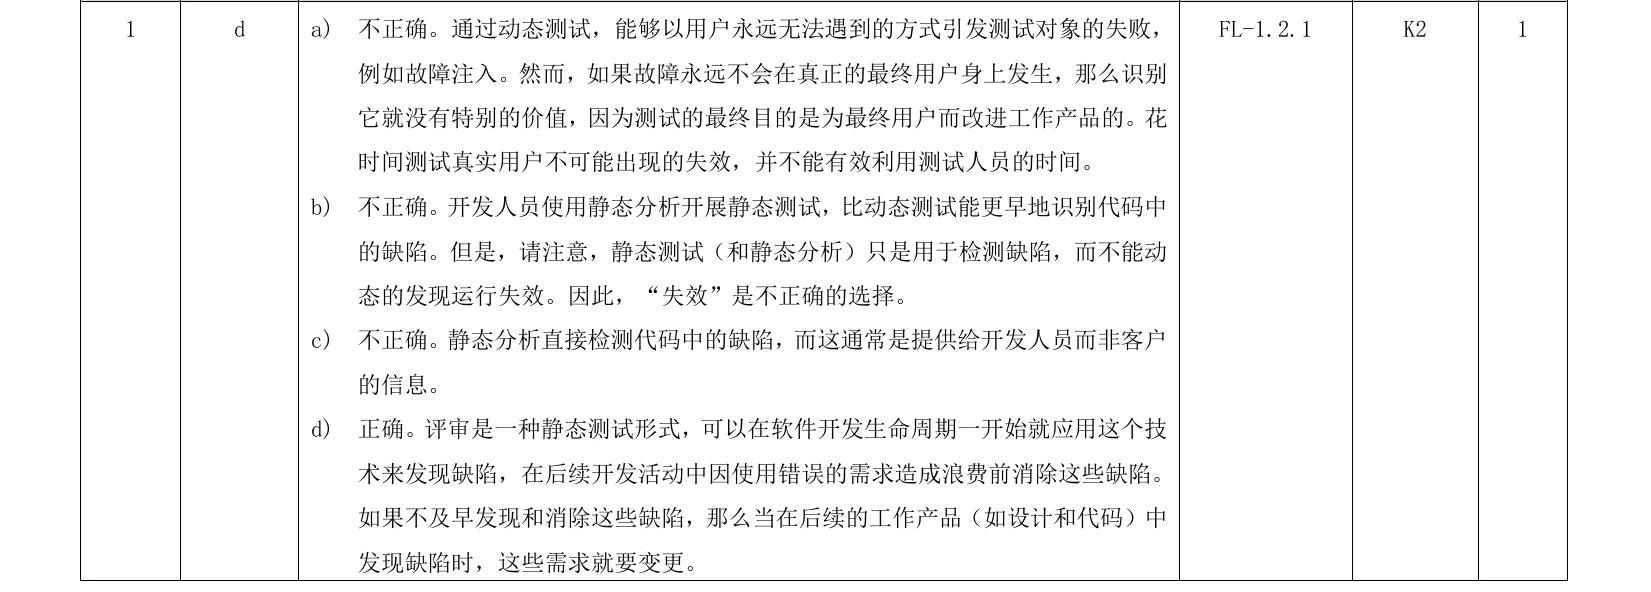 1 d a) 不正确。通过动态测试，能够以用户永远无法遇到的方式引发测试对象的失败， FL-1.2.1 K2 1
例如故障注入。然而，如果故障永远不会在真正的最终用户身上发生，那么识别
它就没有特别的价值，因为测试的最终目的是为最终用户而改进工作产品的。花
时间测试真实用户不可能出现的失效，并不能有效利用测试人员的时间。
b) 不正确。开发人员使用静态分析开展静态测试，比动态测试能更早地识别代码中
的缺陷。但是，请注意，静态测试（和静态分析）只是用于检测缺陷，而不能动
态的发现运行失效。因此，“失效”是不正确的选择。
c) 不正确。静态分析直接检测代码中的缺陷，而这通常是提供给开发人员而非客户
的信息。
d) 正确。评审是一种静态测试形式，可以在软件开发生命周期一开始就应用这个技
术来发现缺陷，在后续开发活动中因使用错误的需求造成浪费前消除这些缺陷。
如果不及早发现和消除这些缺陷，那么当在后续的工作产品（如设计和代码）中
发现缺陷时，这些需求就要变更。